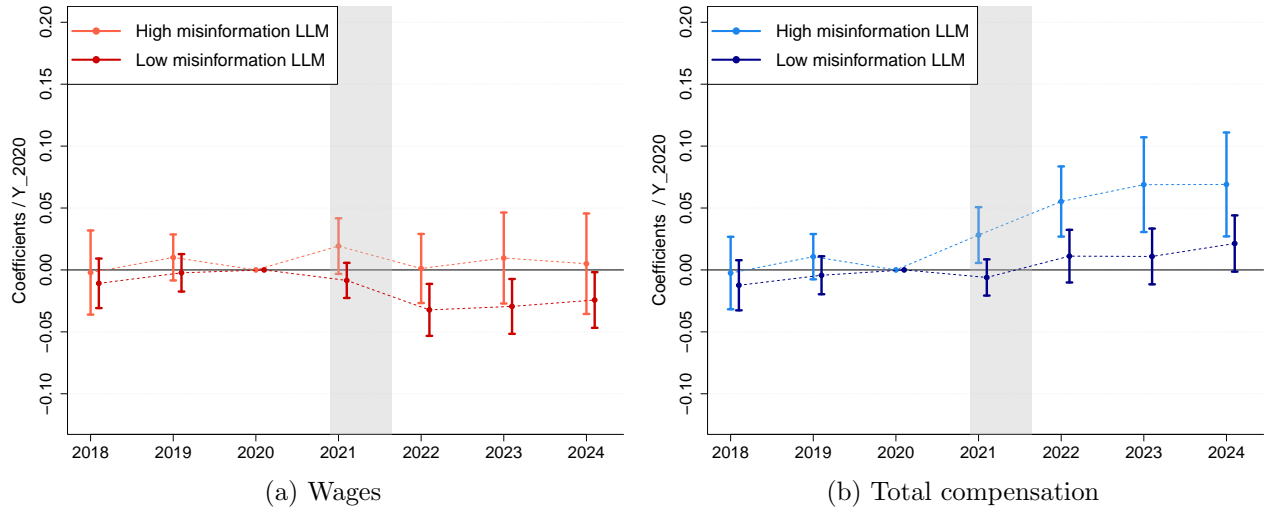 High misinformation LLM
Low misinformation LLM
Coefficients / Y_2020
0.20
0.15
0.10
0.05
0.00
−0.05
−0.10
2018 2019 2020 2021 2022 2023 2024
(a) Wages
High misinformation LLM
Low misinformation LLM
Coefficients / Y_2020
0.20
0.15
0.10
0.05
0.00
−0.05
−0.10
2018 2019 2020 2021 2022 2023 2024
(b) Total compensation